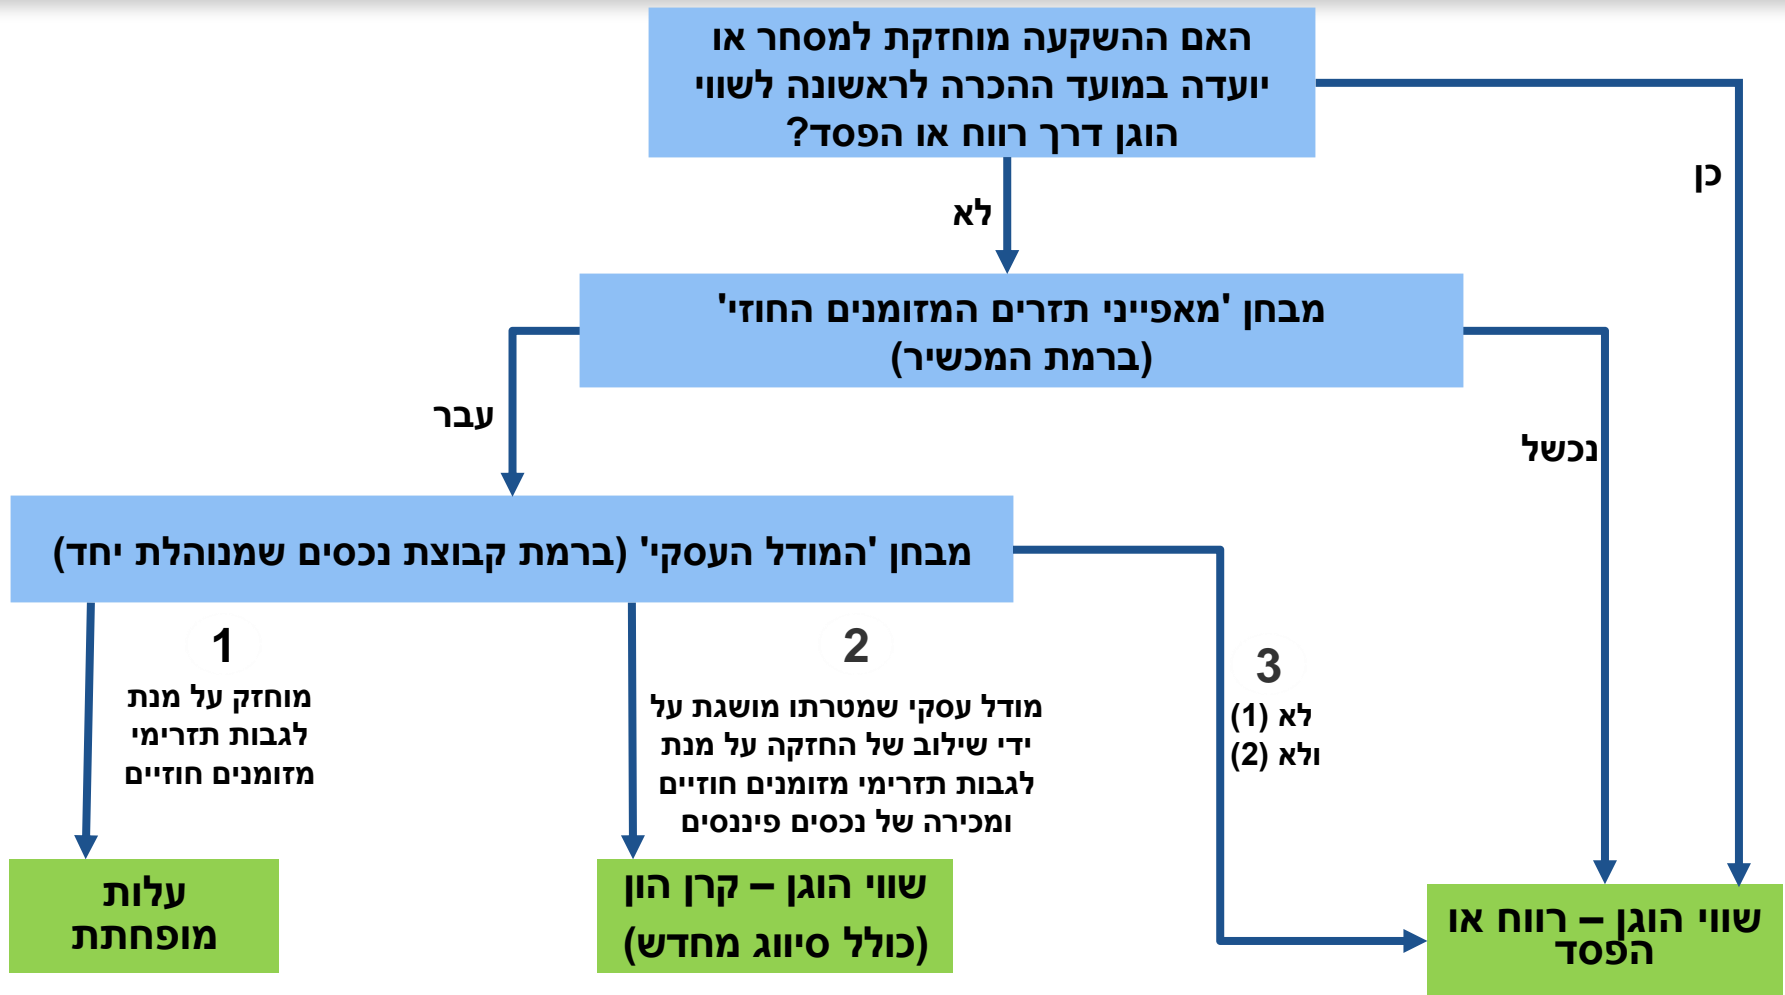 האם ההשקעה מוחזקת למסחר או
יועדה במועד ההכרה לראשונה לשווי
הוגן דרך רווח או הפסד?
כן
לא
מבחן 'מאפייני תזרים המזומנים החוזי'
(ברמת המכשיר)
עבר
נכשל
מבחן 'המודל העסקי' (ברמת קבוצת נכסים שמנוהלת יחד)
1
מוחזק על מנת
לגבות תזרימי
מזומנים חוזיים
2
מודל עסקי שמטרתו מושגת על
ידי שילוב של החזקה על מנת
לגבות תזרימי מזומנים חוזיים
ומכירה של נכסים פיננסים
3
לא (1)
ולא (2)
עלות
מופחתת
שווי הוגן – קרן הון
(כולל סיווג מחדש)
שווי הוגן – רווח או
הפסד